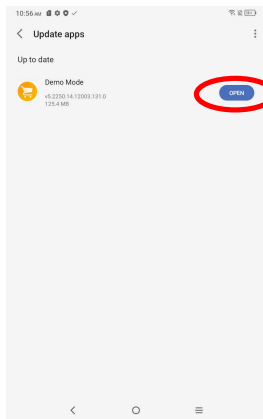 10:56 AM
Update apps
Up to date
Demo Mode
v5.2250.14.12003.131.0
125.4 MB
OPEN